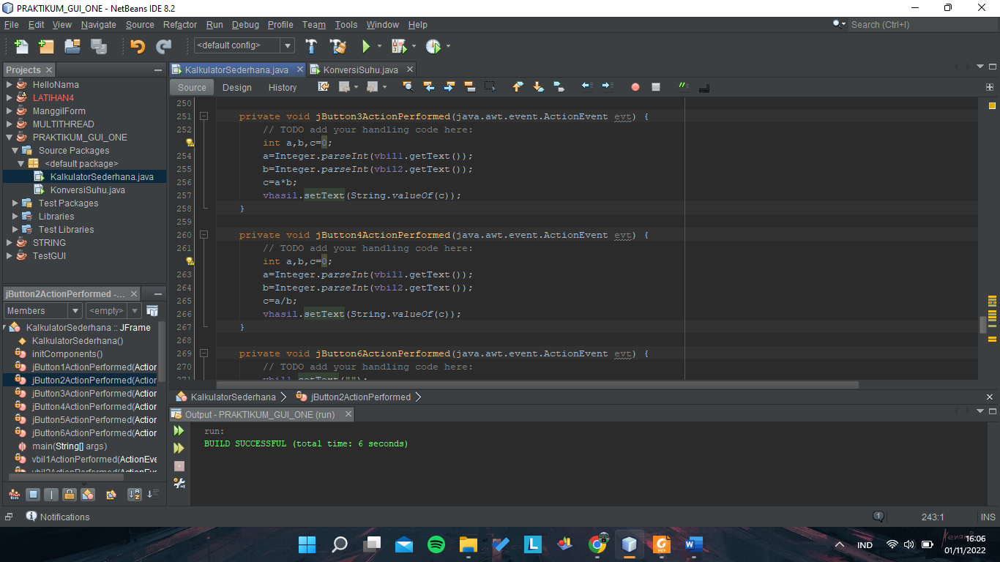 PRAKTIKUM_GUI_ONE - NetBeans IDE 8.2
File Edit View Navigate Source Refactor Run Debug Profile Team Tools Window Help
Search (Ctrl+I)
<default config>
Projects
HelloNama
LATIHAN4
ManggilForm
MULTITHREAD
PRAKTIKUM_GUI_ONE
Source Packages
<default package>
KalkulatorSederhana.java
KonversiSuhu.java
Test Packages
Libraries
Test Libraries
STRING
TestGUI
jButton2ActionPerformed -...
Members
<empty>
KalkulatorSederhana :: JFrame
KalkulatorSederhana()
initComponents()
jButton1ActionPerformed(Action
jButton2ActionPerformed(Action
jButton3ActionPerformed(Action
jButton4ActionPerformed(Action
jButton5ActionPerformed(Action
jButton6ActionPerformed(Action
main(String[] args)
vbil1ActionPerformed(ActionEve
vbil2ActionPerformed(ActionEve
KalkulatorSederhana.java KonversiSuhu.java
Source Design History
250
251 private void jButton3ActionPerformed(java.awt.event.ActionEvent evt) {
252 // TODO add your handling code here:
int a,b,c=0;
254 a=Integer.parseInt(vbil1.getText());
255 b=Integer.parseInt(vbil2.getText());
256 c=a*b;
257 vhasil.setText(String.valueOf(c));
258 }
259
260 private void jButton4ActionPerformed(java.awt.event.ActionEvent evt) {
261 // TODO add your handling code here:
int a,b,c=0;
263 a=Integer.parseInt(vbil1.getText());
264 b=Integer.parseInt(vbil2.getText());
265 c=a/b;
266 vhasil.setText(String.valueOf(c));
267 }
268
269 private void jButton6ActionPerformed(java.awt.event.ActionEvent evt) {
270 // TODO add your handling code here:
271 vbil1.setText("");
KalkulatorSederhana jButton2ActionPerformed
Output - PRAKTIKUM_GUI_ONE (run)
run:
BUILD SUCCESSFUL (total time: 6 seconds)
Notifications
1
243:1
INS
IND
16:06
01/11/2022